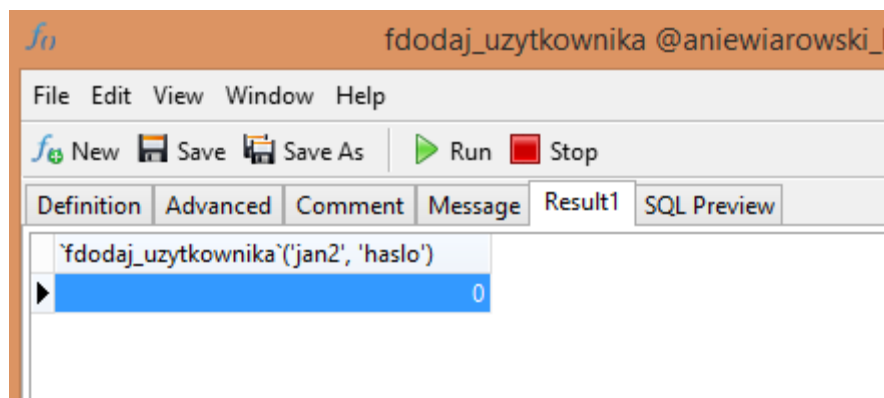 fdodaj_uzytkownika @aniewiarowski_
File Edit View Window Help
New Save Save As Run Stop
Definition Advanced Comment Message Result1 SQL Preview
`fdodaj_uzytkownika`('jan2', 'haslo')
0